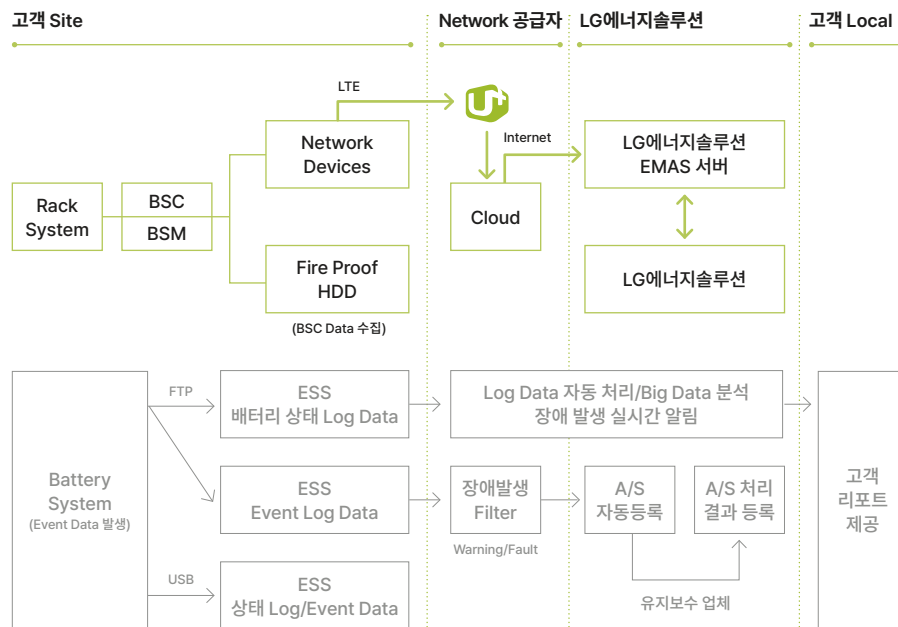 고객 Site
Network 공급자
LG에너지솔루션
고객 Local
LTE
U+
Internet
Network
Devices
LG에너지솔루션
EMAS 서버
Rack
System
BSC
BSM
Cloud
Fire Proof
HDD
LG에너지솔루션
(BSC Data 수집)
FTP
ESS
배터리 상태 Log Data
Log Data 자동 처리/Big Data 분석
장애 발생 실시간 알림
Battery
System
(Event Data 발생)
ESS
Event Log Data
장애발생
Filter
Warning/Fault
A/S
자동등록
A/S 처리
결과 등록
고객
리포트
제공
USB
ESS
상태 Log/Event Data
유지보수 업체